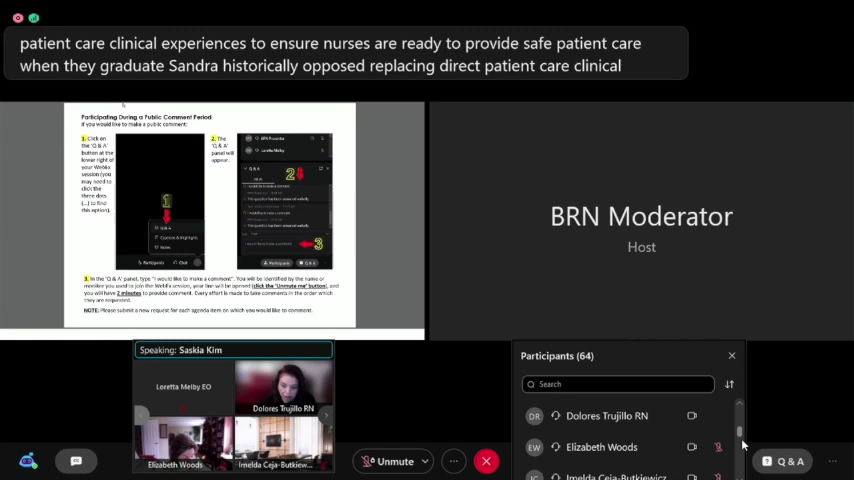 patient care clinical experiences to ensure nurses are ready to provide safe patient care
when they graduate Sandra historically opposed replacing direct patient care clinical
Participating During a Public Comment Period
If you would like to make a public comment:
1. Click on
the 'Q & A'
button at the
lower right of
your WebEx
session (you
may need to
click the
three dots
(...) to find
this option).
1
Q & A
Notes
Participants
Chat
2. The
'Q & A'
panel will
appear.
BRN Presenter
Loretta Melby
Q & A
2
3
Participants
Q & A
3. In the 'Q & A' panel, type "I would like to make a comment". You will be identified by the name or
moniker you used to join the WebEx session, your line will be opened (click the 'Unmute me' button), and
you will have 2 minutes to provide comment. Every effort is made to take comments in the order which
they are requested.
NOTE: Please submit a new request for each agenda item on which you would like to comment.
BRN Moderator
Host
Speaking: Saskia Kim
Loretta Melby EO
Dolores Trujillo RN
Elizabeth Woods
Imelda Ceja-Butkiew...
Participants (64)
Search
DR Dolores Trujillo RN
EW Elizabeth Woods
Imelda Ceja-Butkiewicz
CC
Unmute
Q & A